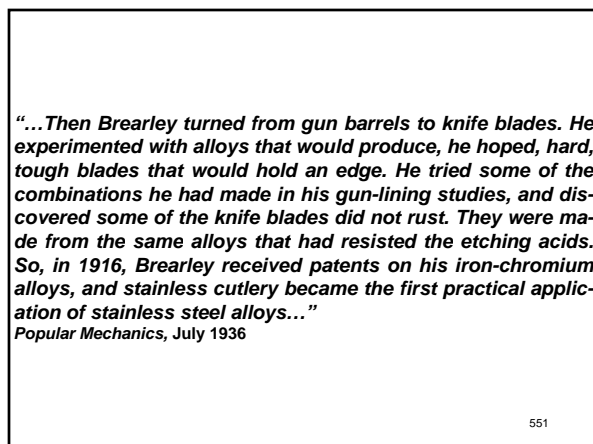 “…Then Brearley turned from gun barrels to knife blades. He
experimented with alloys that would produce, he hoped, hard,
tough blades that would hold an edge. He tried some of the
combinations he had made in his gun-lining studies, and dis-
covered some of the knife blades did not rust. They were ma-
de from the same alloys that had resisted the etching acids.
So, in 1916, Brearley received patents on his iron-chromium
alloys, and stainless cutlery became the first practical applic-
ation of stainless steel alloys…”
Popular Mechanics, July 1936
551